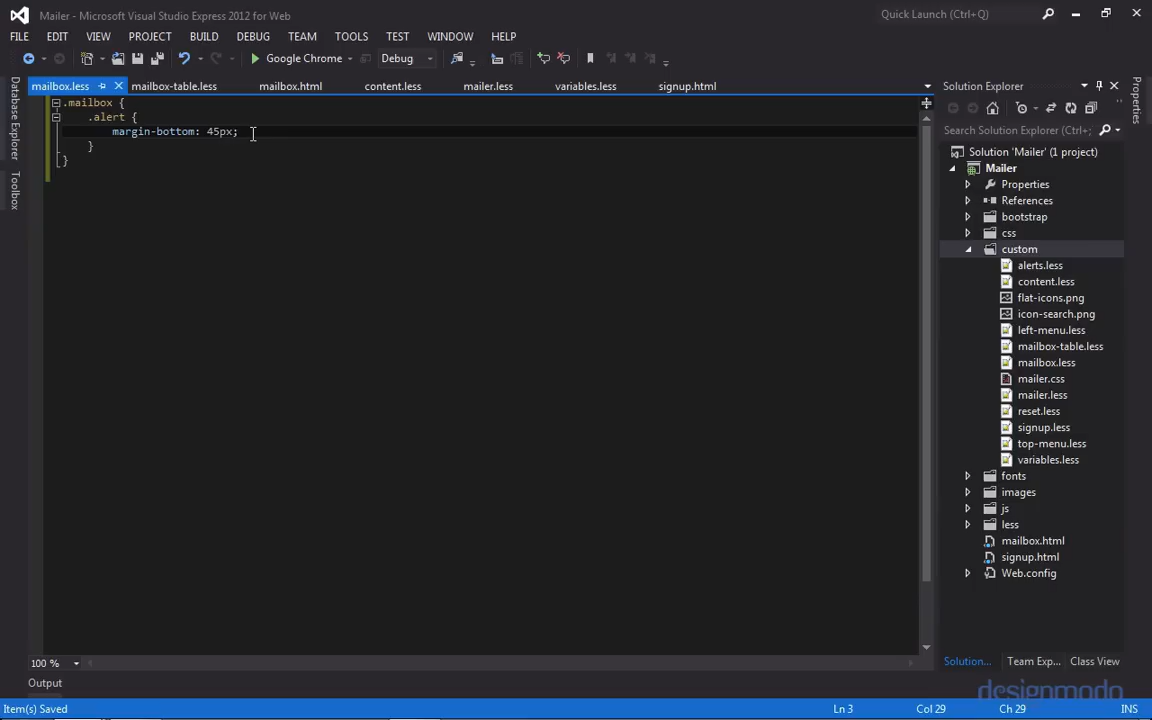 Mailer - Microsoft Visual Studio Express 2012 for Web
Quick Launch (Ctrl+Q)
FILE EDIT VIEW PROJECT BUILD DEBUG TEAM TOOLS TEST WINDOW HELP
Google Chrome Debug
mailbox.less mailbox-table.less mailbox.html content.less mailer.less variables.less signup.html
Database Explorer
Toolbox
.mailbox {
.alert {
margin-bottom: 45px;
}
}
100 %
Output
Solution Explorer
Search Solution Explorer (Ctrl+;)
Solution 'Mailer' (1 project)
Mailer
Properties
References
bootstrap
css
custom
alerts.less
content.less
flat-icons.png
icon-search.png
left-menu.less
mailbox-table.less
mailbox.less
mailer.css
mailer.less
reset.less
signup.less
top-menu.less
variables.less
fonts
images
js
less
mailbox.html
signup.html
Web.config
Solution... Team Exp... Class View
Properties
designmodo
Item(s) Saved Ln 3 Col 29 Ch 29 INS